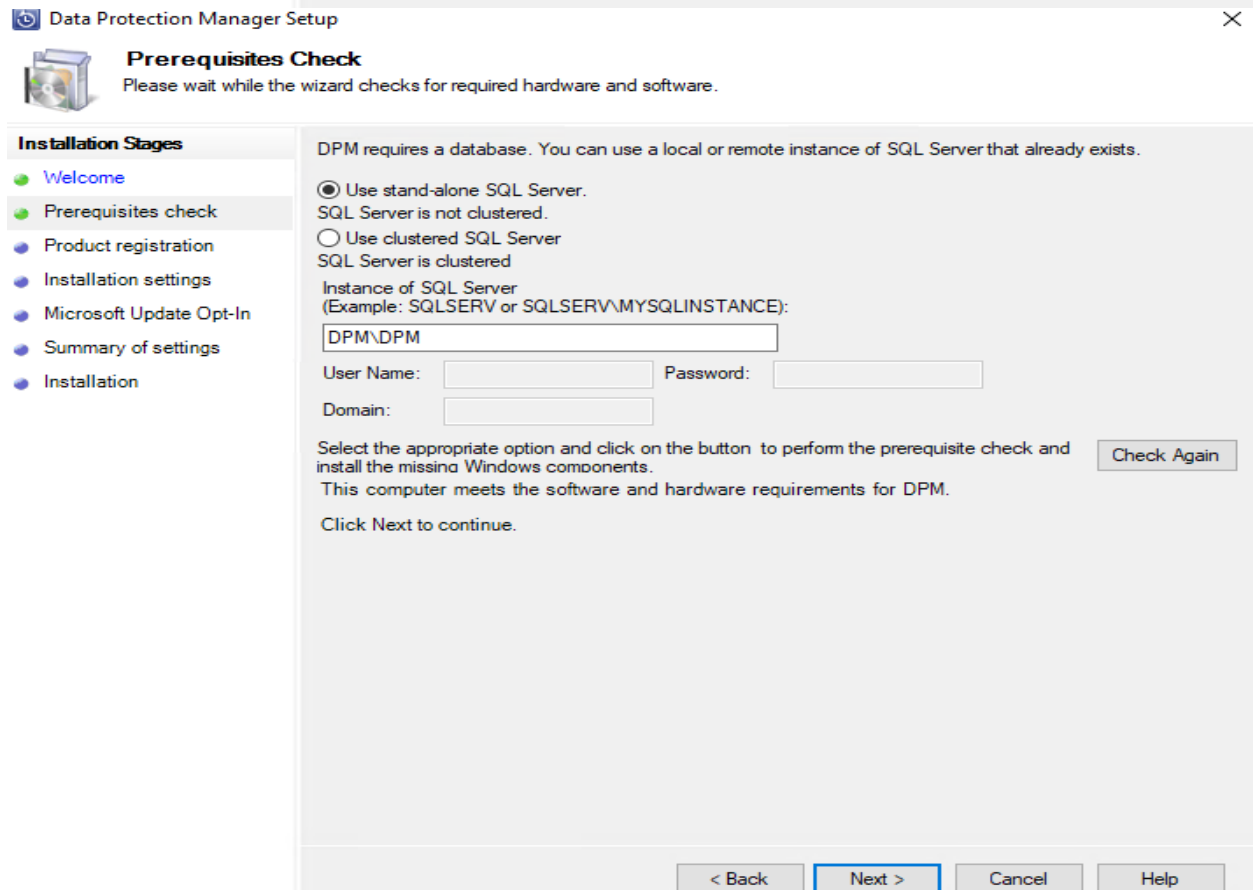 Data Protection Manager Setup
Prerequisites Check
Please wait while the wizard checks for required hardware and software.
Installation Stages
Welcome
Prerequisites check
Product registration
Installation settings
Microsoft Update Opt-In
Summary of settings
Installation
DPM requires a database. You can use a local or remote instance of SQL Server that already exists.
Use stand-alone SQL Server.
SQL Server is not clustered.
Use clustered SQL Server
SQL Server is clustered
Instance of SQL Server
(Example: SQLSERV or SQLSERV\MYSQLINSTANCE):
DPM\DPM
User Name: Password:
Domain:
Select the appropriate option and click on the button to perform the prerequisite check and
install the missing Windows components.
Check Again
This computer meets the software and hardware requirements for DPM.
Click Next to continue.
< Back Next > Cancel Help